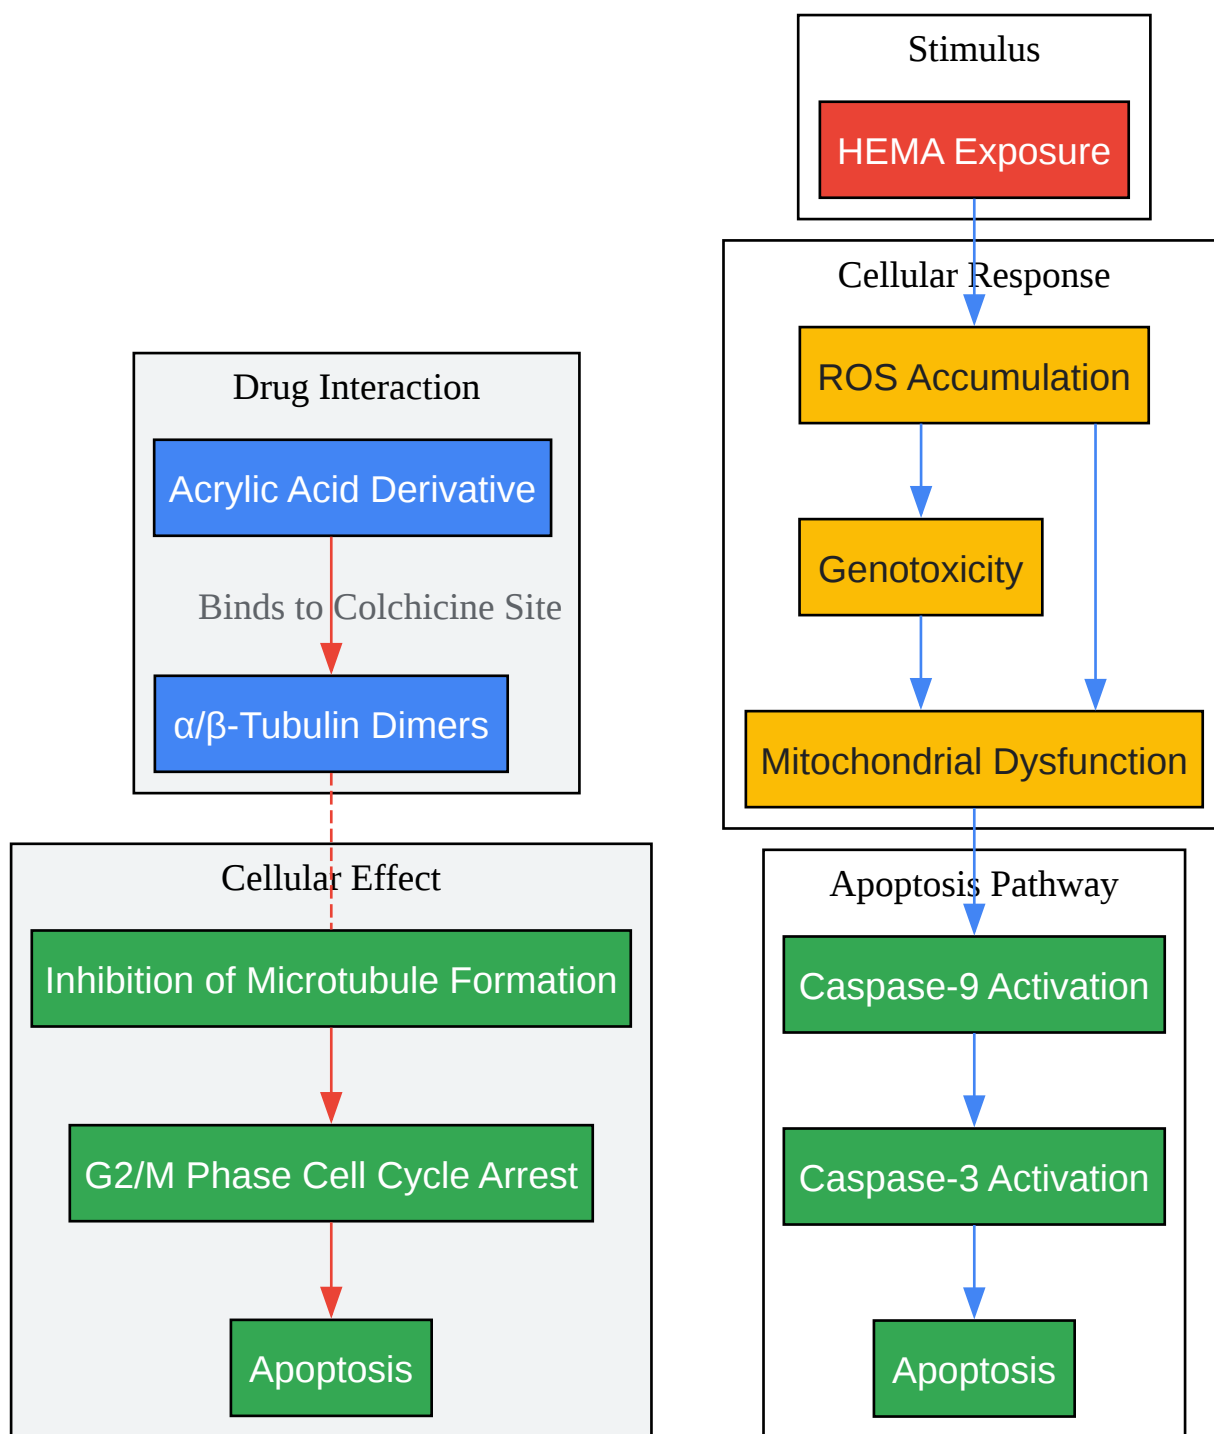 Drug Interaction
Acrylic Acid Derivative
Binds to Colchicine Site
α/β-Tubulin Dimers
Cellular Effect
Inhibition of Microtubule Formation
G2/M Phase Cell Cycle Arrest
Apoptosis
Stimulus
HEMA Exposure
Cellular Response
ROS Accumulation
Genotoxicity
Mitochondrial Dysfunction
Apoptosis Pathway
Caspase-9 Activation
Caspase-3 Activation
Apoptosis